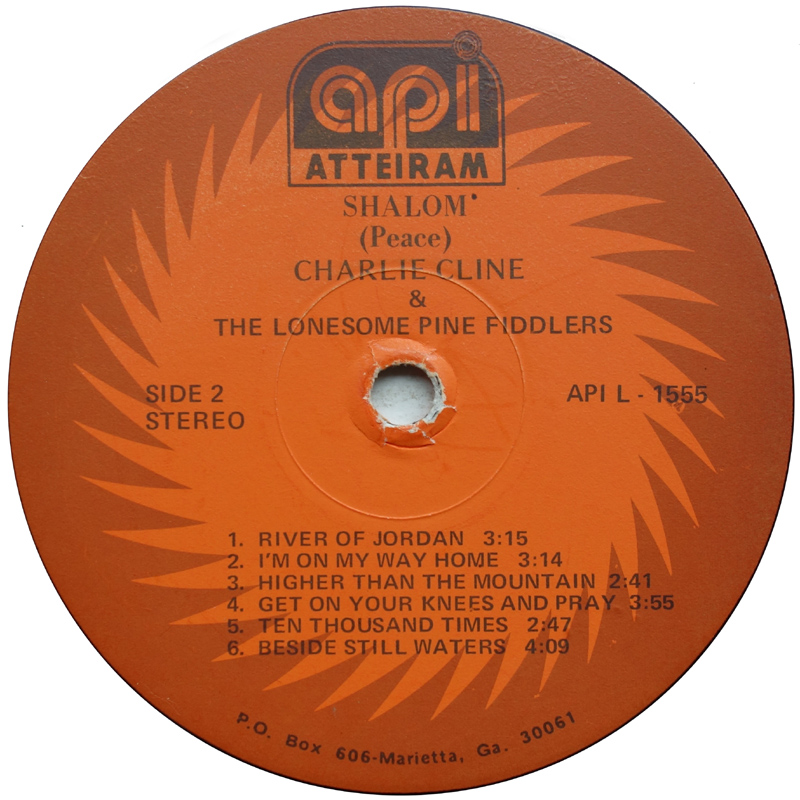 api
ATTEIRAM
SHALOM
(Peace)
CHARLIE CLINE
&
THE LONESOME PINE FIDDLERS
SIDE 2
STEREO
API L - 1555
1. RIVER OF JORDAN 3:15
2. I'M ON MY WAY HOME 3:14
3. HIGHER THAN THE MOUNTAIN 2:41
4. GET ON YOUR KNEES AND PRAY 3:55
5. TEN THOUSAND TIMES 2:47
6. BESIDE STILL WATERS 4:09
P.O. Box 606-Marietta, Ga. 30061